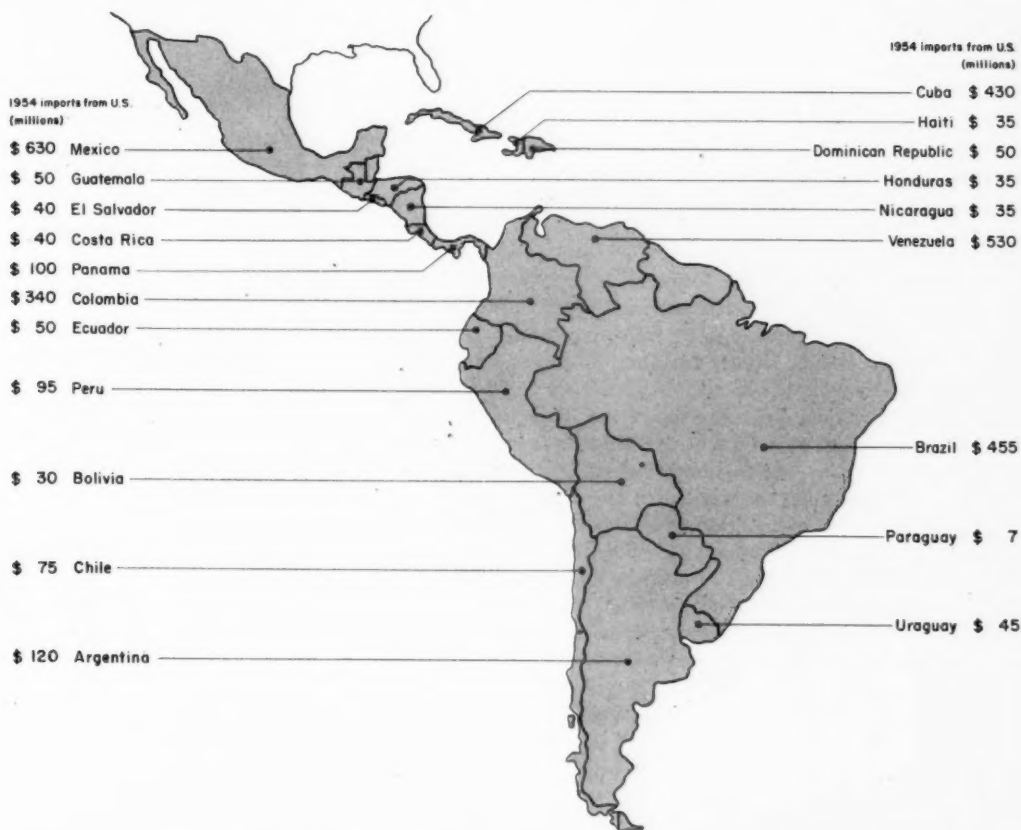 1954 imports from U.S.
(millions)
$ 630 Mexico
$ 50 Guatemala
$ 40 El Salvador
$ 40 Costa Rica
$ 100 Panama
$ 340 Colombia
$ 50 Ecuador
$ 95 Peru
$ 30 Bolivia
$ 75 Chile
$ 120 Argentina
1954 imports from U.S.
(millions)
Cuba $ 430
Haiti $ 35
Dominican Republic $ 50
Honduras $ 35
Nicaragua $ 35
Venezuela $ 530
Brazil $ 455
Paraguay $ 7
Uraguay $ 45